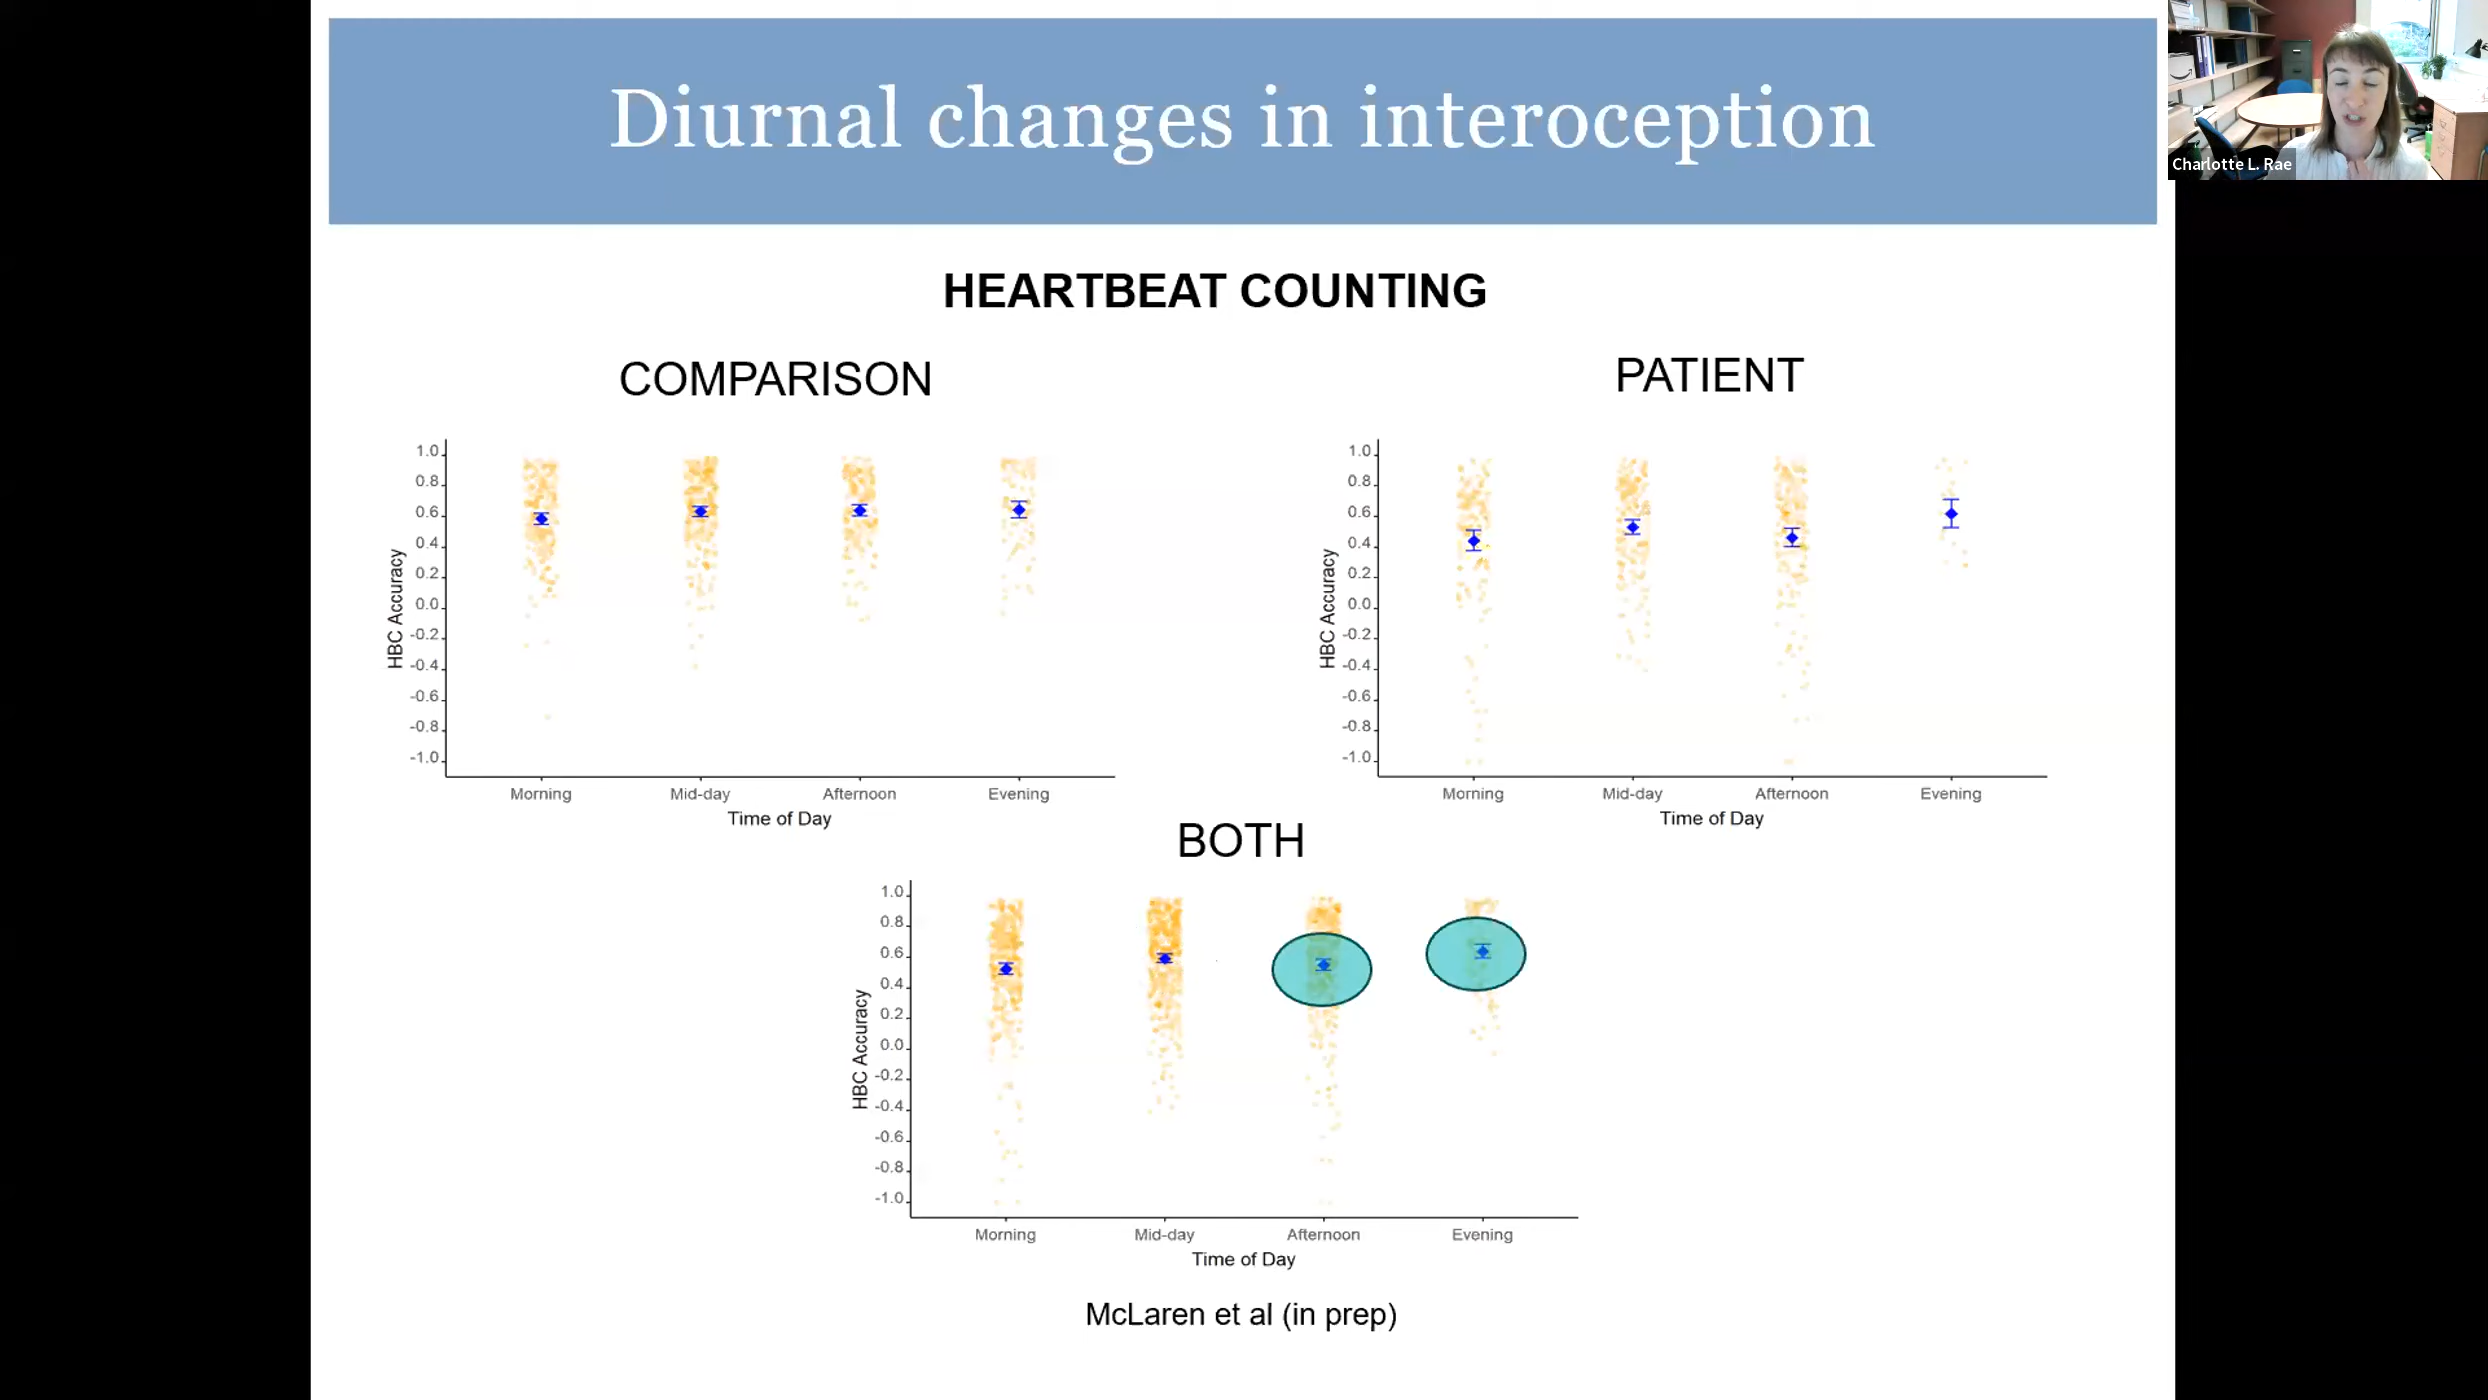 Diurnal changes in interoception
Charlotte L. Rae
HEARTBEAT COUNTING
COMPARISON
HBC Accuracy
1.0
0.8
0.6
0.4
0.2
0.0
-0.2
-0.4
-0.6
-0.8
-1.0
Morning Mid-day Afternoon Evening
Time of Day
PATIENT
HBC Accuracy
1.0
0.8
0.6
0.4
0.2
0.0
-0.2
-0.4
-0.6
-0.8
-1.0
Morning Mid-day Afternoon Evening
Time of Day
BOTH
HBC Accuracy
1.0
0.8
0.6
0.4
0.2
0.0
-0.2
-0.4
-0.6
-0.8
-1.0
Morning Mid-day Afternoon Evening
Time of Day
McLaren et al (in prep)